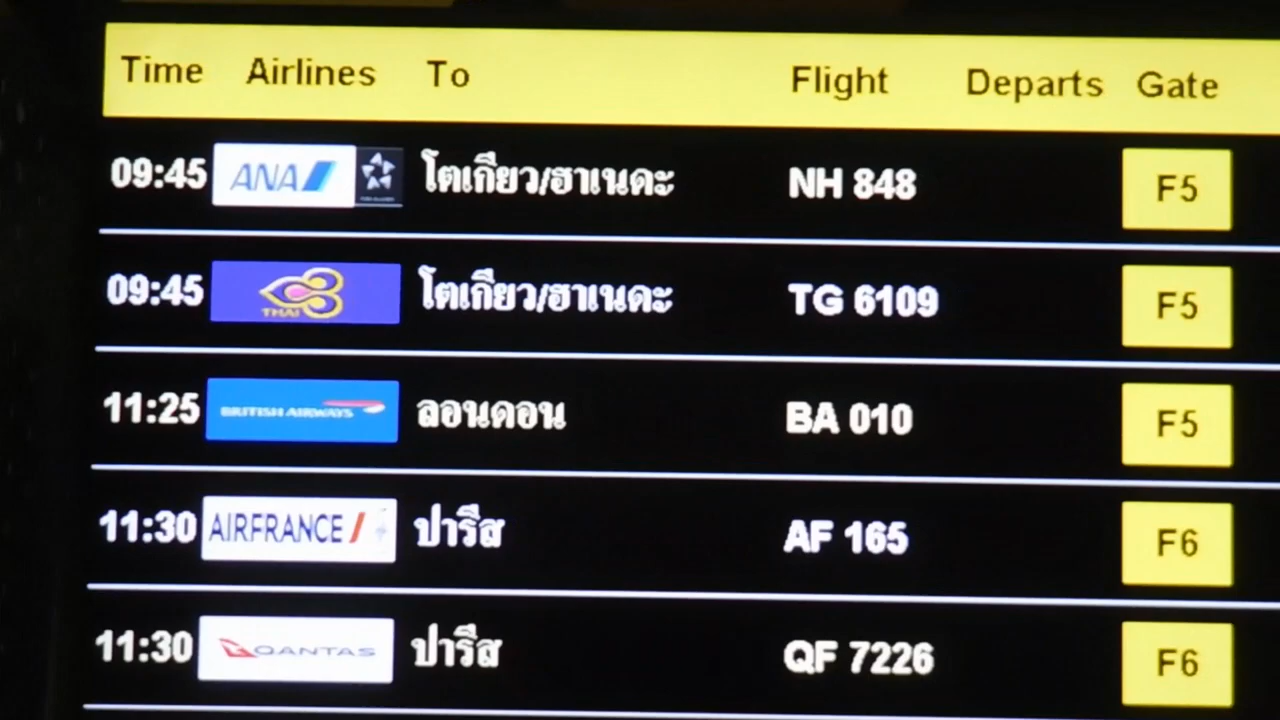 Time Airlines To Flight Departs Gate
09:45 ANA โตเกียว/ฮาเนดะ NH 848 F5
09:45 THAI โตเกียว/ฮาเนดะ TG 6109 F5
11:25 BRITISH AIRWAYS ลอนดอน BA 010 F5
11:30 AIRFRANCE ปารีส AF 165 F6
11:30 QANTAS ปารีส QF 7226 F6